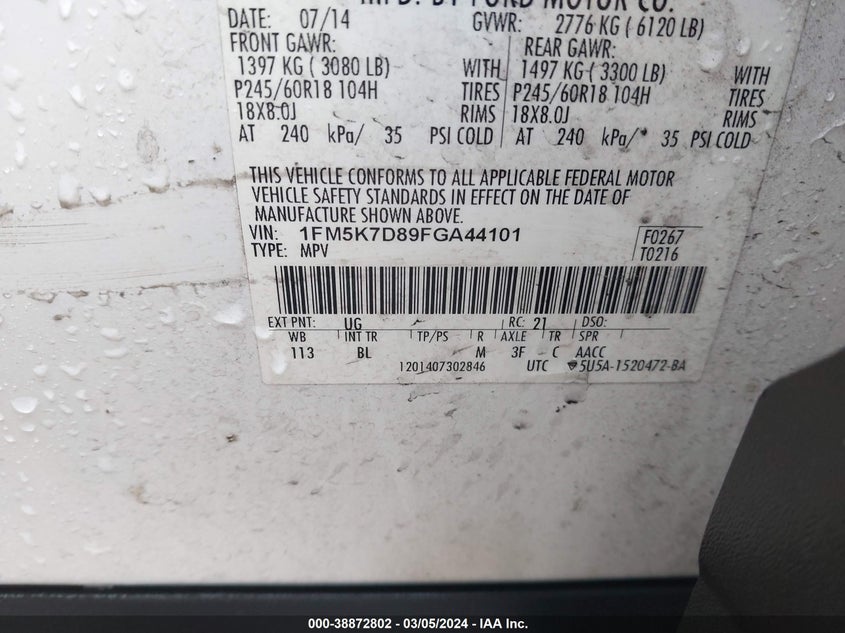 MFD. BY FORD MOTOR CO.
DATE: 07/14 GVWR: 2776 KG ( 6120 LB)
FRONT GAWR: REAR GAWR:
1397 KG ( 3080 LB) WITH 1497 KG ( 3300 LB) WITH
P245/60R18 104H TIRES P245/60R18 104H TIRES
18X8.0J RIMS 18X8.0J RIMS
AT 240 kPa/ 35 PSI COLD AT 240 kPa/ 35 PSI COLD
THIS VEHICLE CONFORMS TO ALL APPLICABLE FEDERAL MOTOR
VEHICLE SAFETY STANDARDS IN EFFECT ON THE DATE OF
MANUFACTURE SHOWN ABOVE.
VIN: 1FM5K7D89FGA44101 F0267
TYPE: MPV T0216
EXT PNT: UG RC: 21 DSO:
WB INT TR TP/PS R AXLE TR SPR
113 BL M 3F C AACC
1201407302846 UTC 5U5A-1520472-BA
000-38872802 - 03/05/2024 - IAA Inc.